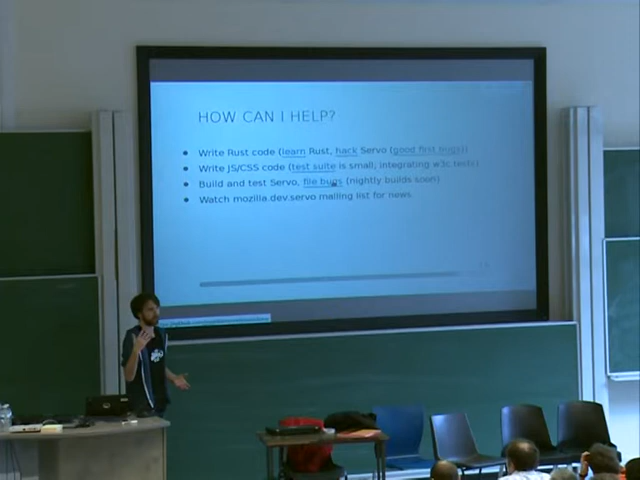 HOW CAN I HELP?
• Write Rust code (learn Rust, hack Servo (good first bugs))
• Write JS/CSS code (test suite is small, integrating w3c tests)
• Build and test Servo, file bugs (nightly builds soon)
• Watch mozilla.dev.servo mailing list for news